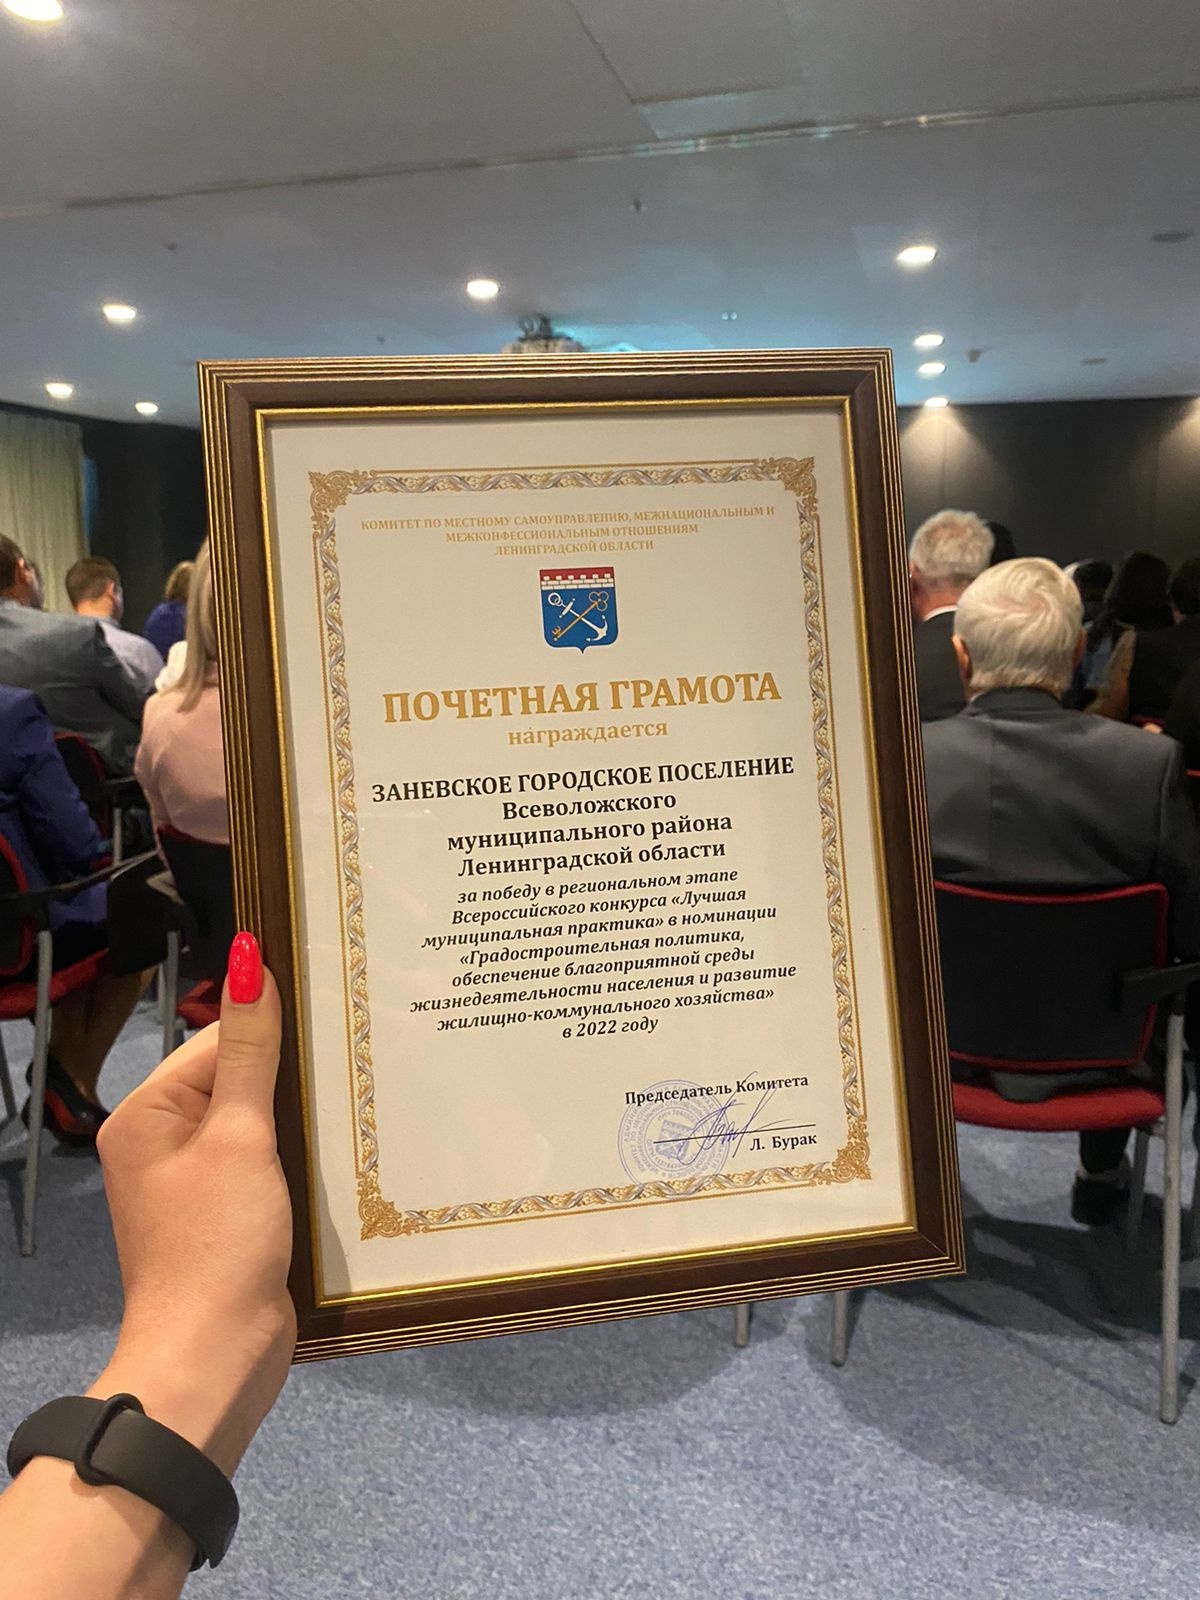 КОМИТЕТ ПО МЕСТНОМУ САМОУПРАВЛЕНИЮ, МЕЖНАЦИОНАЛЬНЫМ И
МЕЖКОНФЕССИОНАЛЬНЫМ ОТНОШЕНИЯМ
ЛЕНИНГРАДСКОЙ ОБЛАСТИ
ПОЧЕТНАЯ ГРАМОТА
награждается
ЗАНЕВСКОЕ ГОРОДСКОЕ ПОСЕЛЕНИЕ
Всеволожского
муниципального района
Ленинградской области
за победу в региональном этапе
Всероссийского конкурса «Лучшая
муниципальная практика» в номинации
«Градостроительная политика,
обеспечение благоприятной среды
жизнедеятельности населения и развитие
жилищно-коммунального хозяйства»
в 2022 году
Председатель Комитета
Л. Бурак